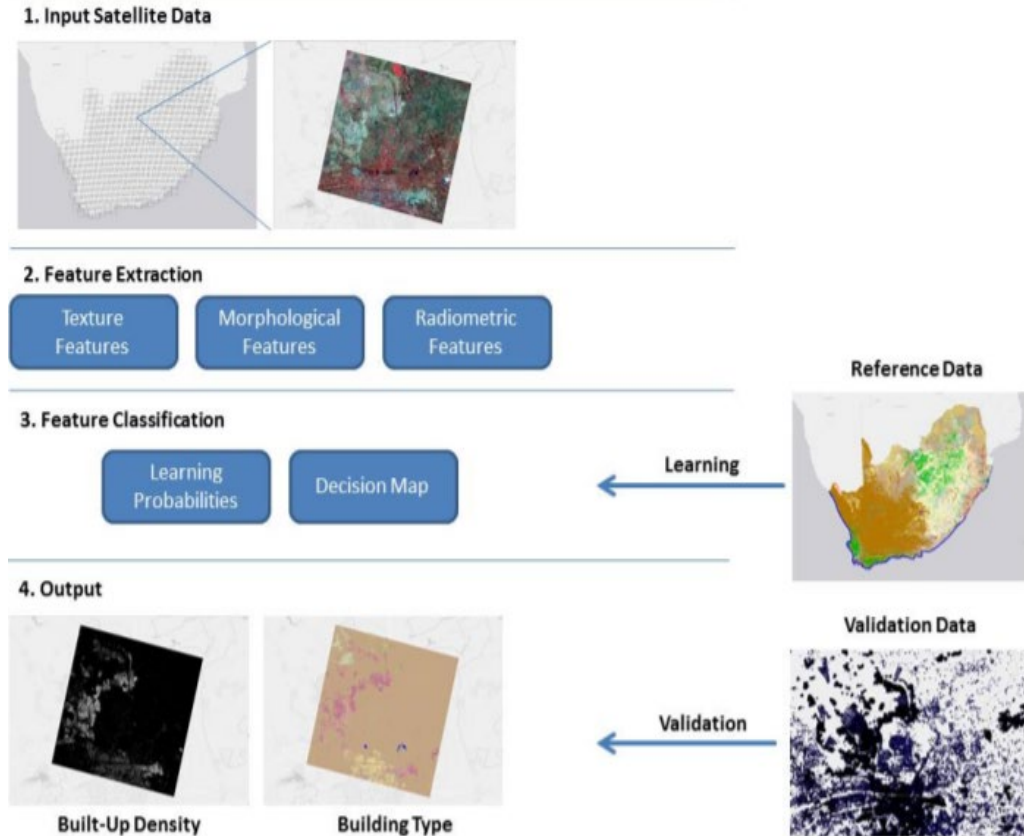 1. Input Satellite Data
2. Feature Extraction
Texture
Features
Morphological
Features
Radiometric
Features
Reference Data
3. Feature Classification
Learning
Probabilities
Decision Map
Learning
4. Output
Validation Data
Validation
Built-Up Density
Building Type